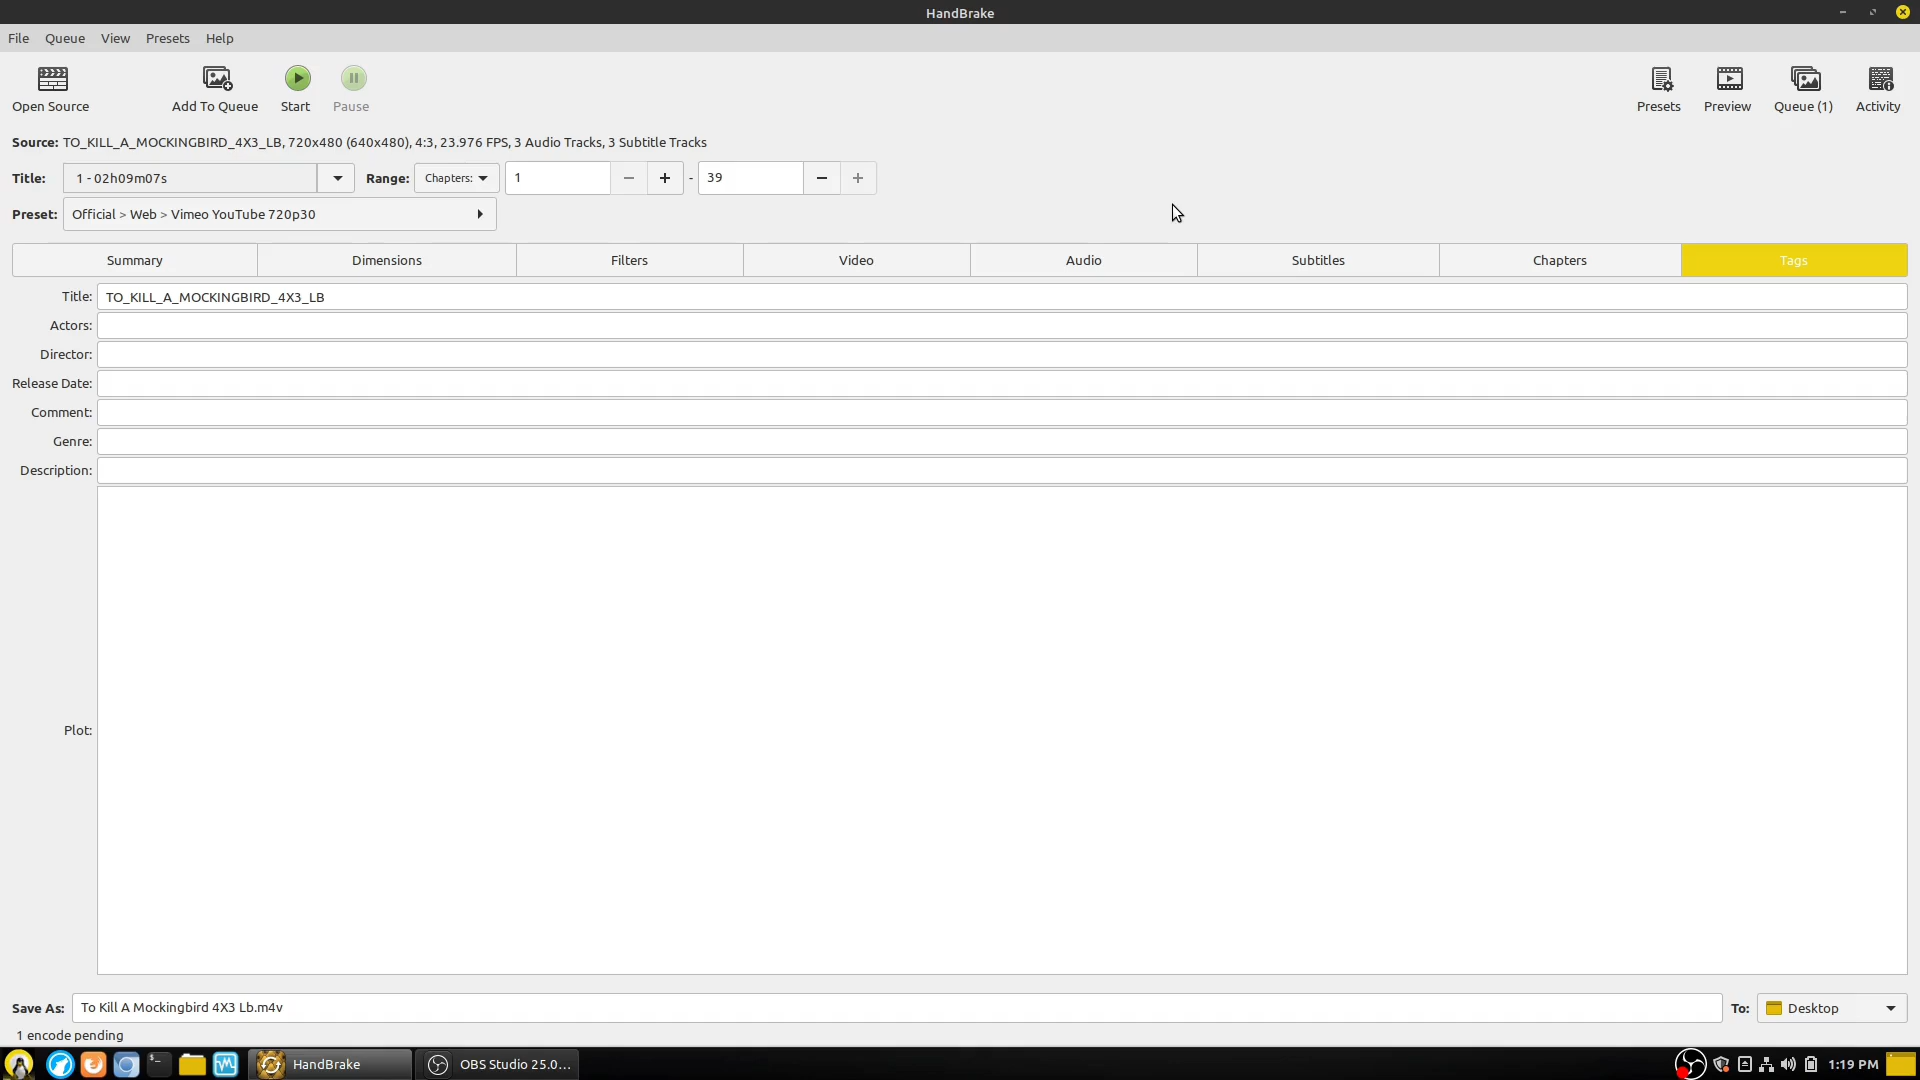 HandBrake
File Queue View Presets Help
Open Source Add To Queue Start Pause Presets Preview Queue (1) Activity
Source: TO_KILL_A_MOCKINGBIRD_4X3_LB, 720x480 (640x480), 4:3, 23.976 FPS, 3 Audio Tracks, 3 Subtitle Tracks
Title: 1 - 02h09m07s Range: Chapters: 1 - 39
Preset: Official > Web > Vimeo YouTube 720p30
Summary Dimensions Filters Video Audio Subtitles Chapters Tags
Title: TO_KILL_A_MOCKINGBIRD_4X3_LB
Actors:
Director:
Release Date:
Comment:
Genre:
Description:
Plot:
Save As: To Kill A Mockingbird 4X3 Lb.m4v To: Desktop
1 encode pending
HandBrake OBS Studio 25.0... 1:19 PM